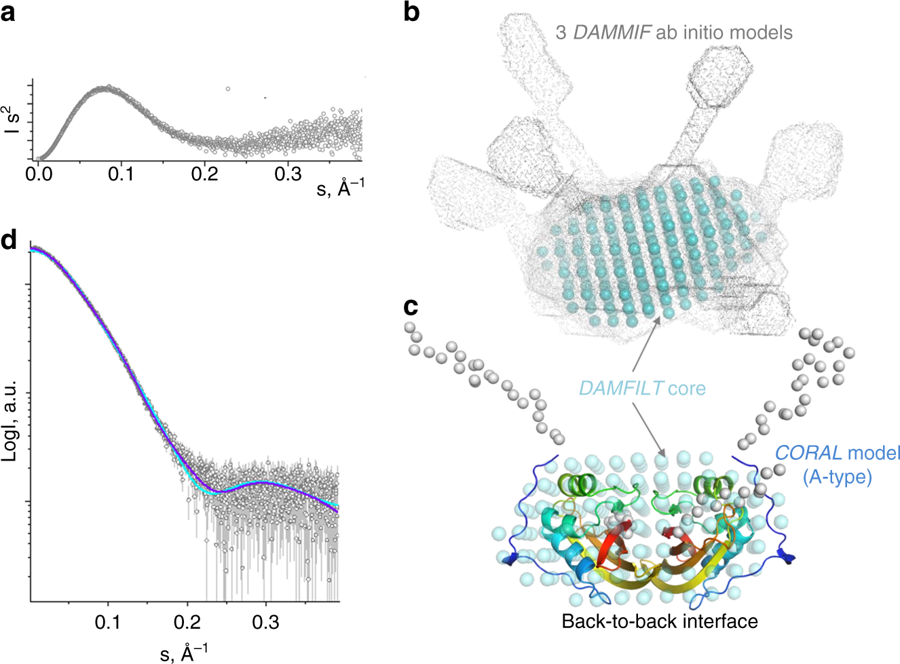 a
I s²
0.0
0.1
0.2
0.3
s, Å⁻¹
b
3 DAMMIF ab initio models
d
LogI, a.u.
0.1
0.2
0.3
s, Å⁻¹
c
DAMFILT core
CORAL model
(A-type)
Back-to-back interface